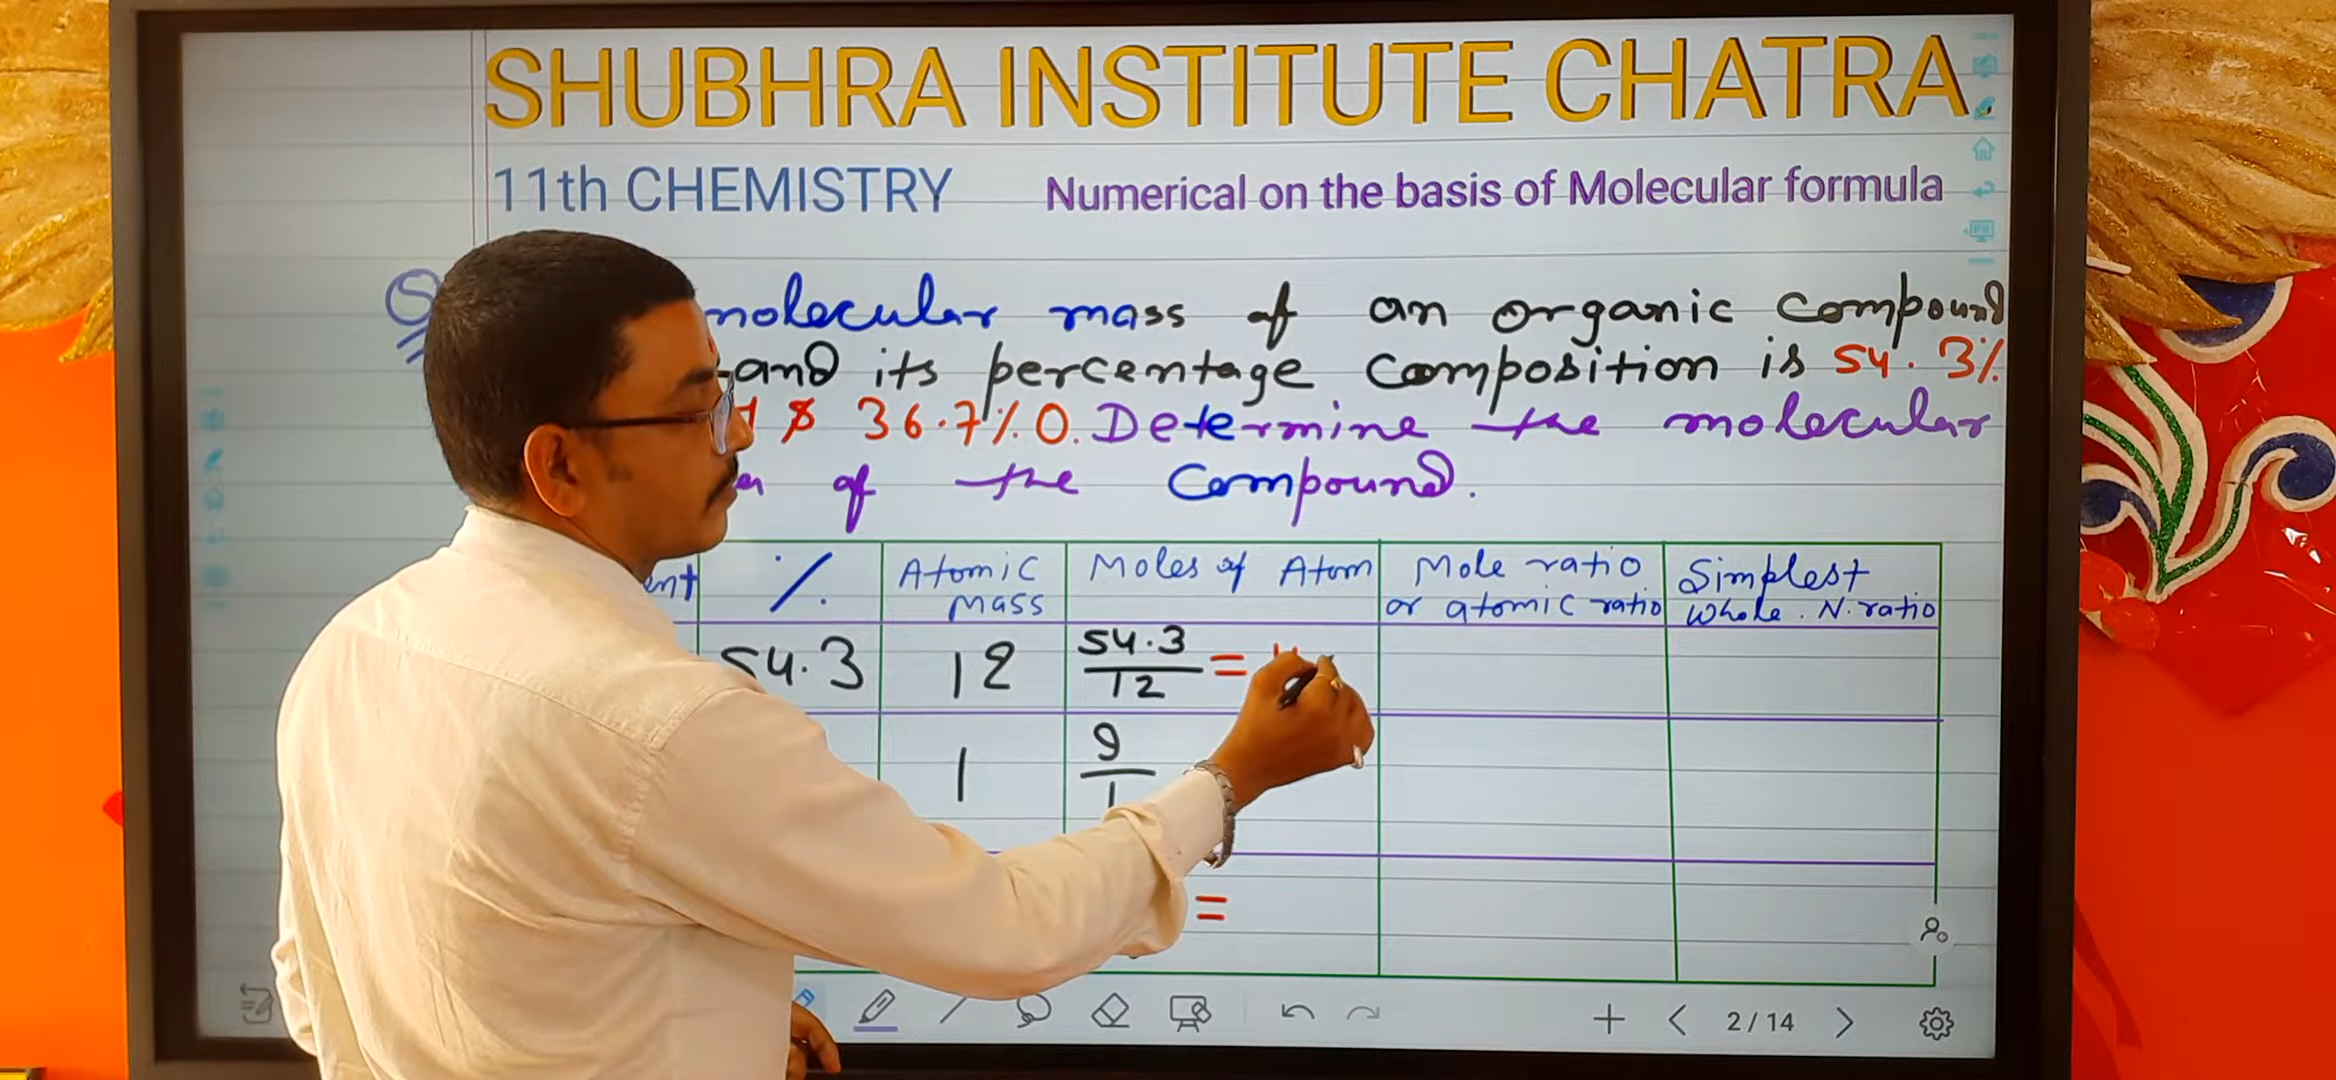 SHUBHRA INSTITUTE CHATRA
11th CHEMISTRY Numerical on the basis of Molecular formula
molecular mass of an organic compound
and its percentage composition is 54.3%
36.7% O. Determine the molecular
of the compound.
% Atomic mass Moles of Atom Mole ratio or atomic ratio Simplest whole. N. ratio
54.3 12 54.3/12 =
1 9/1
=
2 / 14